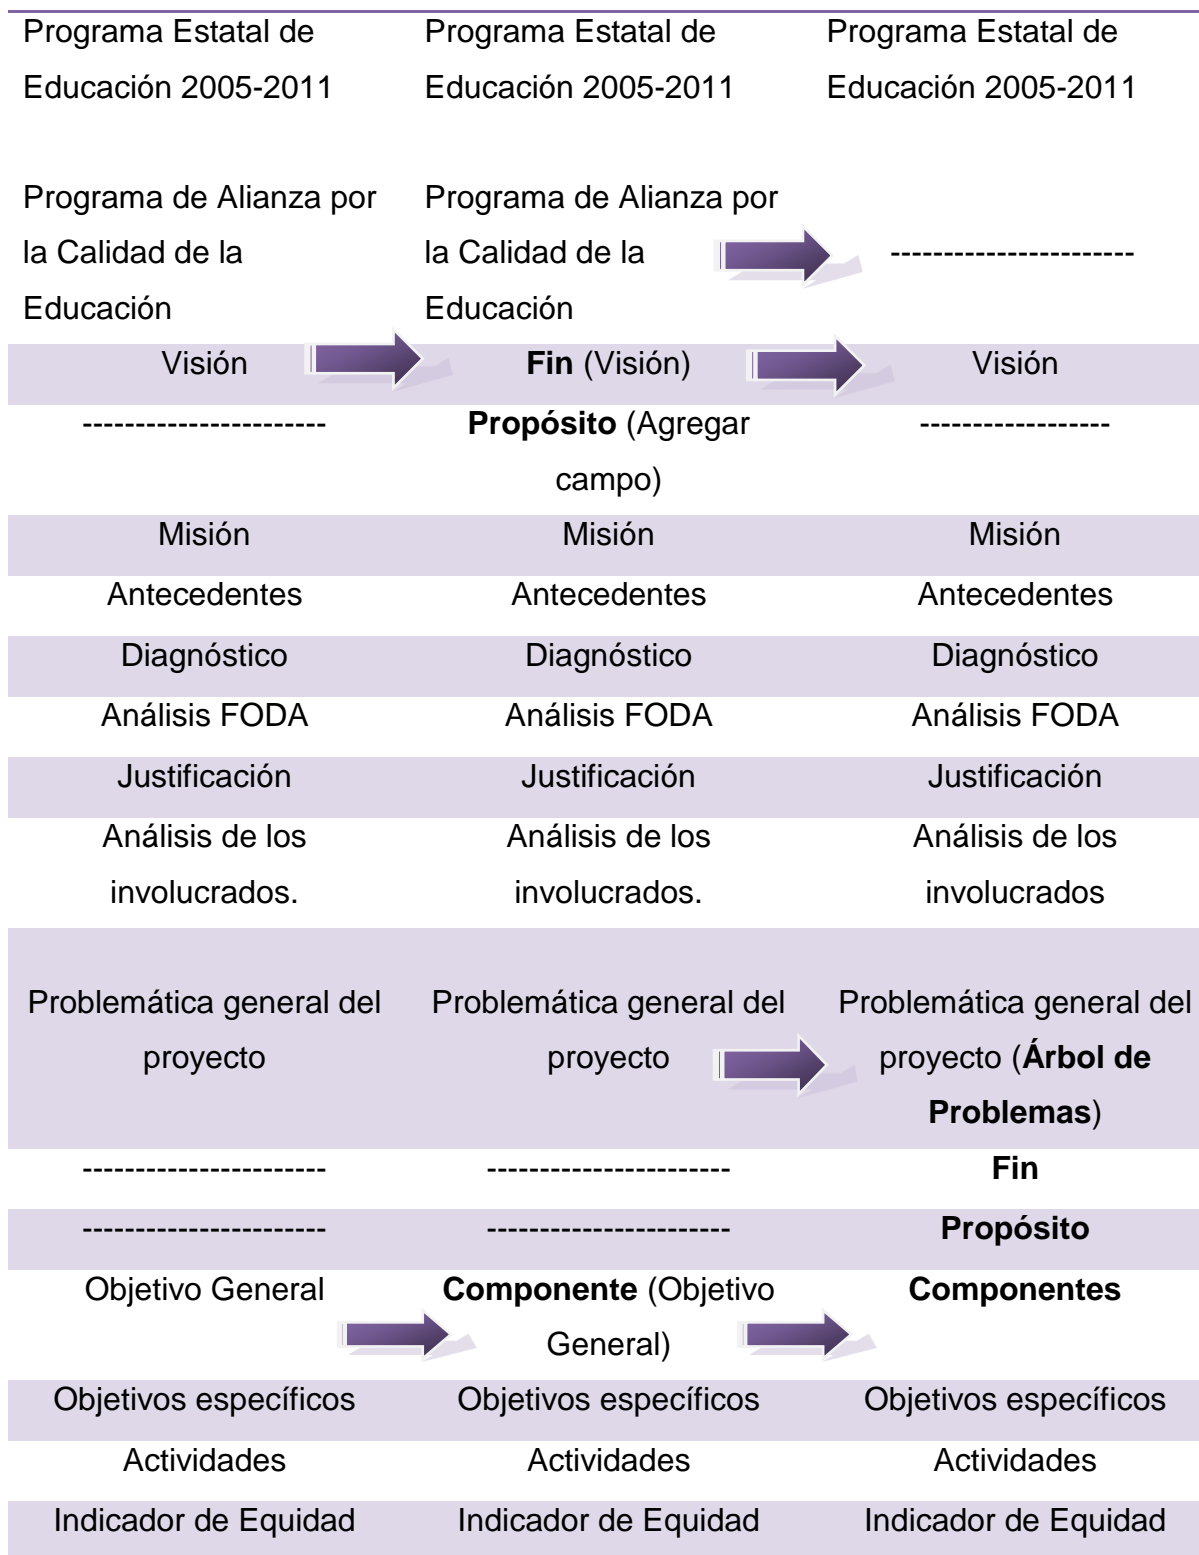 Programa Estatal de Programa Estatal de Programa Estatal de
Educación 2005-2011 Educación 2005-2011 Educación 2005-2011
Programa de Alianza por Programa de Alianza por
la Calidad de la la Calidad de la -----------------------
Educación Educación
Visión Fin (Visión) Visión
----------------------- Propósito (Agregar ------------------
campo)
Misión Misión Misión
Antecedentes Antecedentes Antecedentes
Diagnóstico Diagnóstico Diagnóstico
Análisis FODA Análisis FODA Análisis FODA
Justificación Justificación Justificación
Análisis de los Análisis de los Análisis de los
involucrados. involucrados. involucrados
Problemática general del Problemática general del Problemática general del
proyecto proyecto proyecto (Árbol de
Problemas)
----------------------- ----------------------- Fin
----------------------- ----------------------- Propósito
Objetivo General Componente (Objetivo Componentes
General)
Objetivos específicos Objetivos específicos Objetivos específicos
Actividades Actividades Actividades
Indicador de Equidad Indicador de Equidad Indicador de Equidad